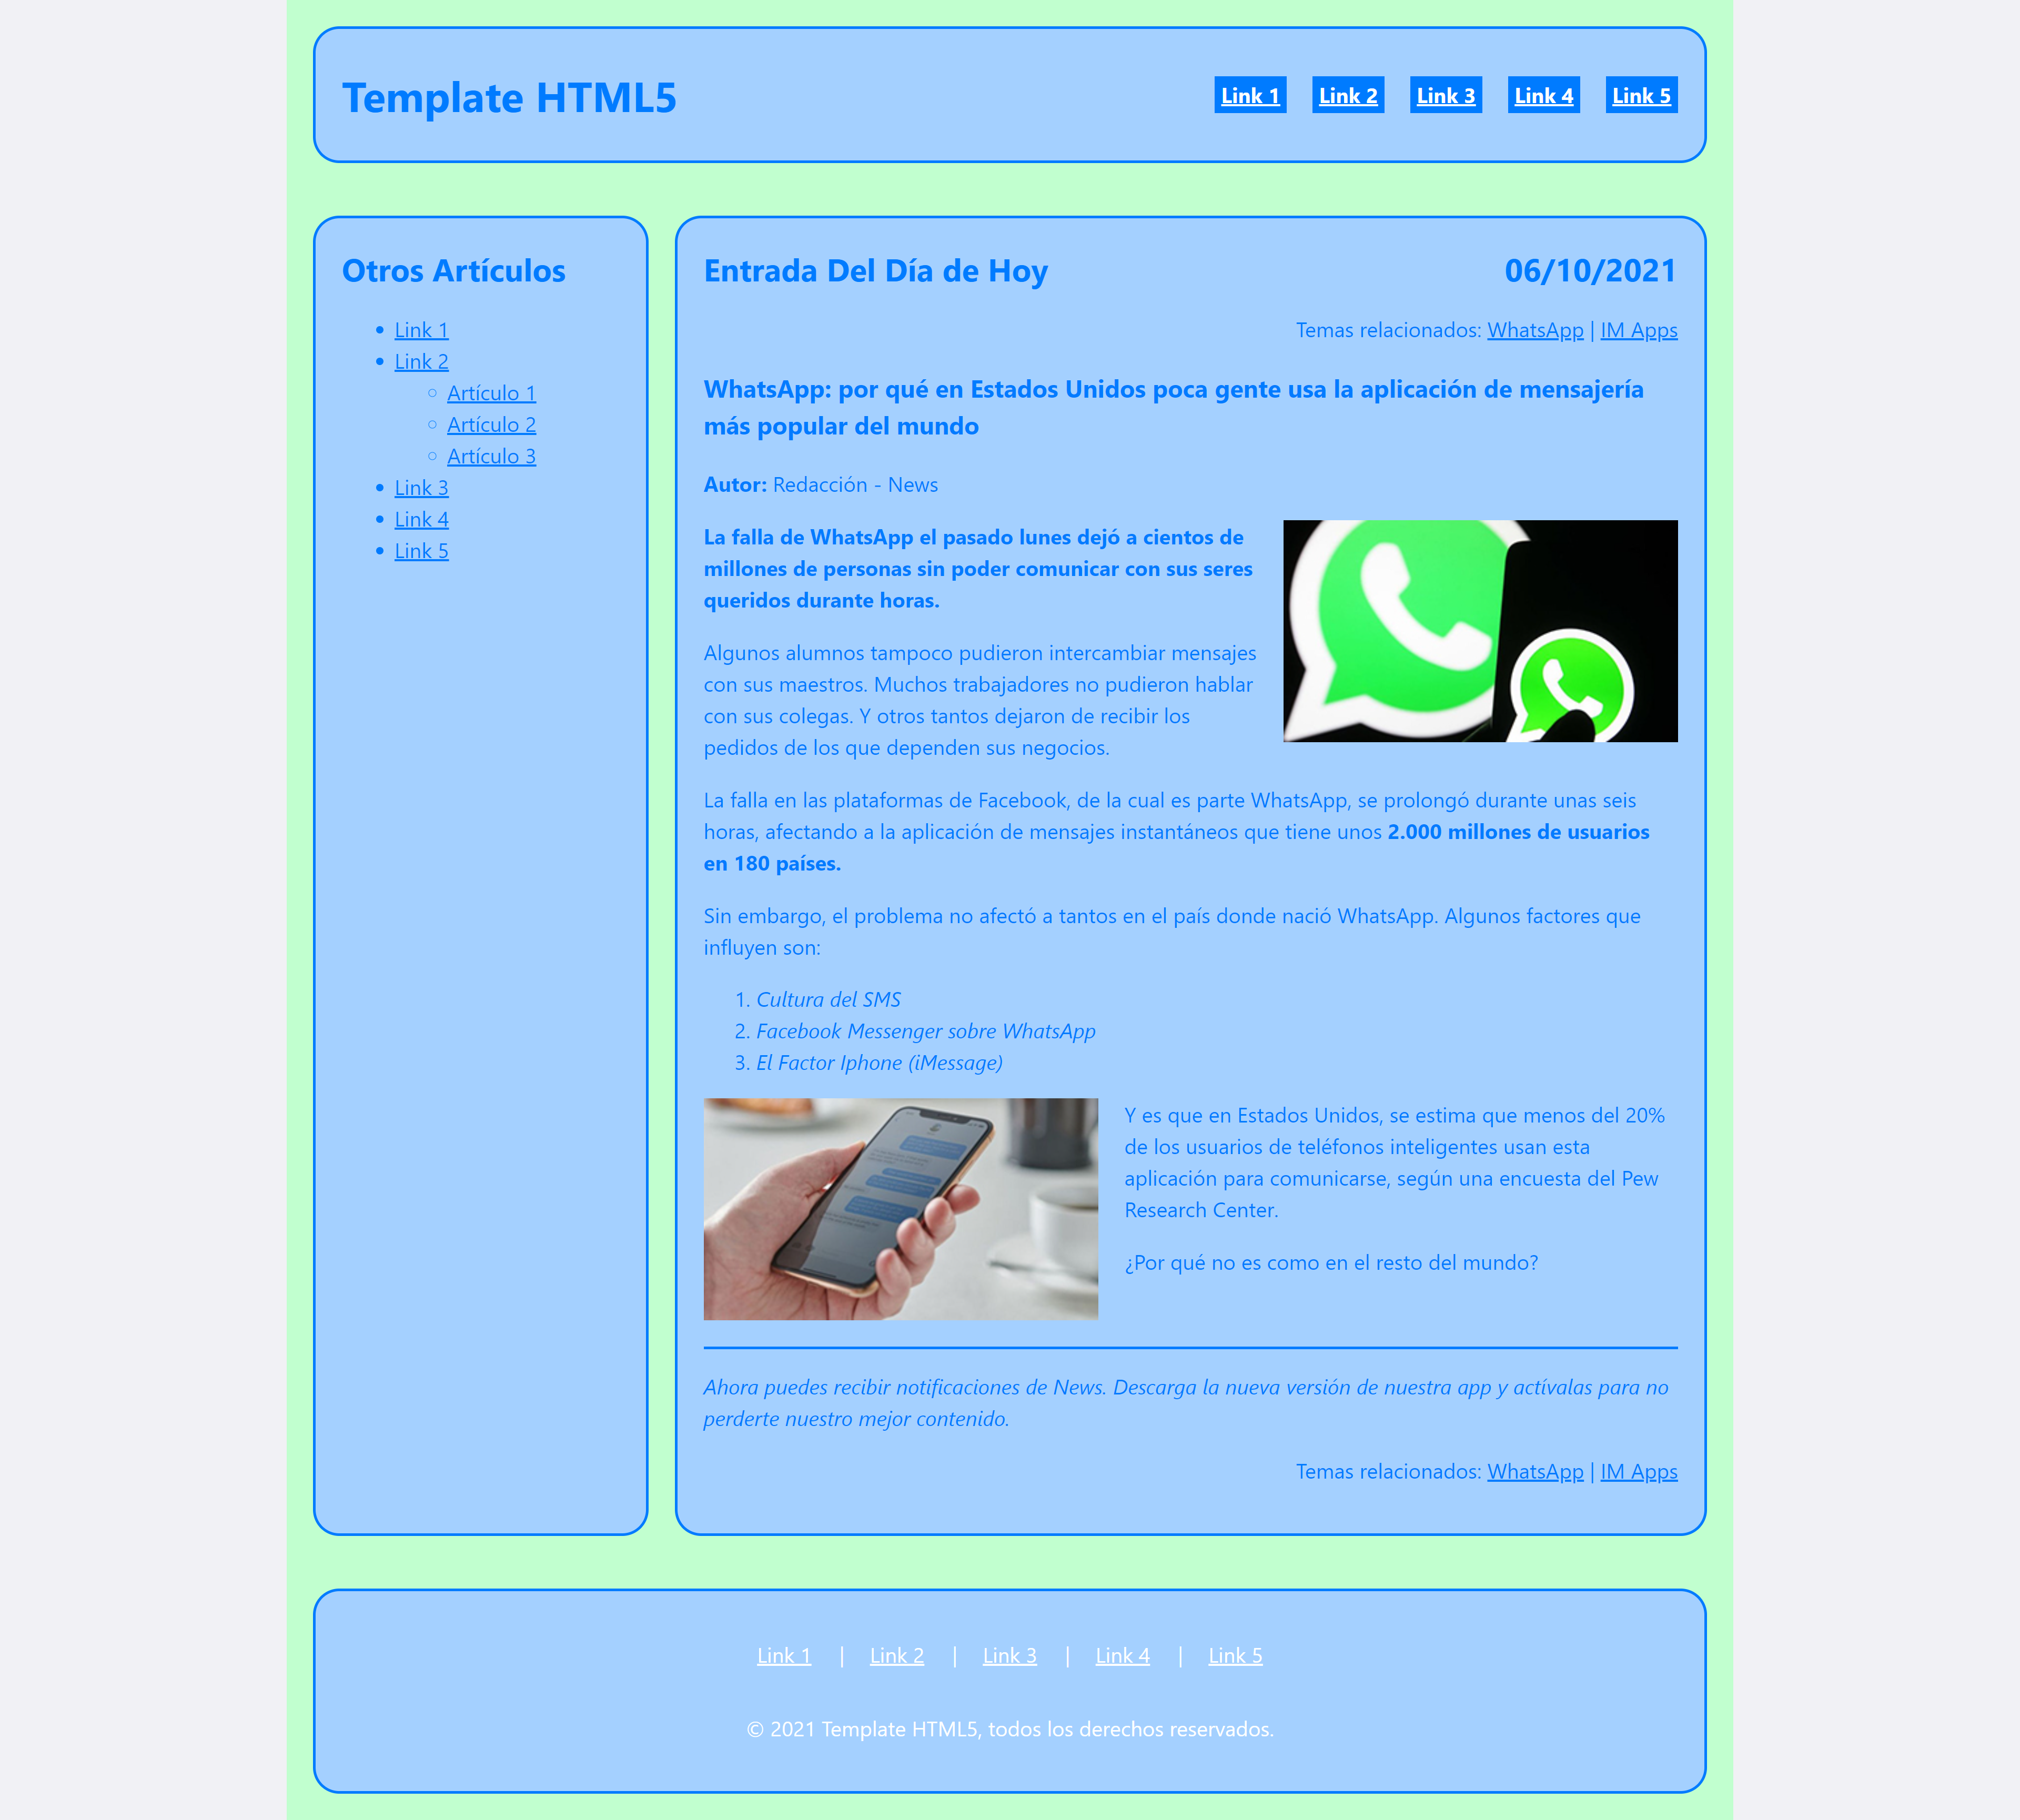 Template HTML5
Link 1 Link 2 Link 3 Link 4 Link 5
Otros Artículos
Link 1
Link 2
Artículo 1
Artículo 2
Artículo 3
Link 3
Link 4
Link 5
Entrada Del Día de Hoy 06/10/2021
Temas relacionados: WhatsApp | IM Apps
WhatsApp: por qué en Estados Unidos poca gente usa la aplicación de mensajería
más popular del mundo
Autor: Redacción - News
La falla de WhatsApp el pasado lunes dejó a cientos de
millones de personas sin poder comunicar con sus seres
queridos durante horas.
Algunos alumnos tampoco pudieron intercambiar mensajes
con sus maestros. Muchos trabajadores no pudieron hablar
con sus colegas. Y otros tantos dejaron de recibir los
pedidos de los que dependen sus negocios.
La falla en las plataformas de Facebook, de la cual es parte WhatsApp, se prolongó durante unas seis
horas, afectando a la aplicación de mensajes instantáneos que tiene unos 2.000 millones de usuarios
en 180 países.
Sin embargo, el problema no afectó a tantos en el país donde nació WhatsApp. Algunos factores que
influyen son:
1. Cultura del SMS
2. Facebook Messenger sobre WhatsApp
3. El Factor Iphone (iMessage)
Y es que en Estados Unidos, se estima que menos del 20%
de los usuarios de teléfonos inteligentes usan esta
aplicación para comunicarse, según una encuesta del Pew
Research Center.
¿Por qué no es como en el resto del mundo?
Ahora puedes recibir notificaciones de News. Descarga la nueva versión de nuestra app y actívalas para no
perderte nuestro mejor contenido.
Temas relacionados: WhatsApp | IM Apps
Link 1 | Link 2 | Link 3 | Link 4 | Link 5
© 2021 Template HTML5, todos los derechos reservados.